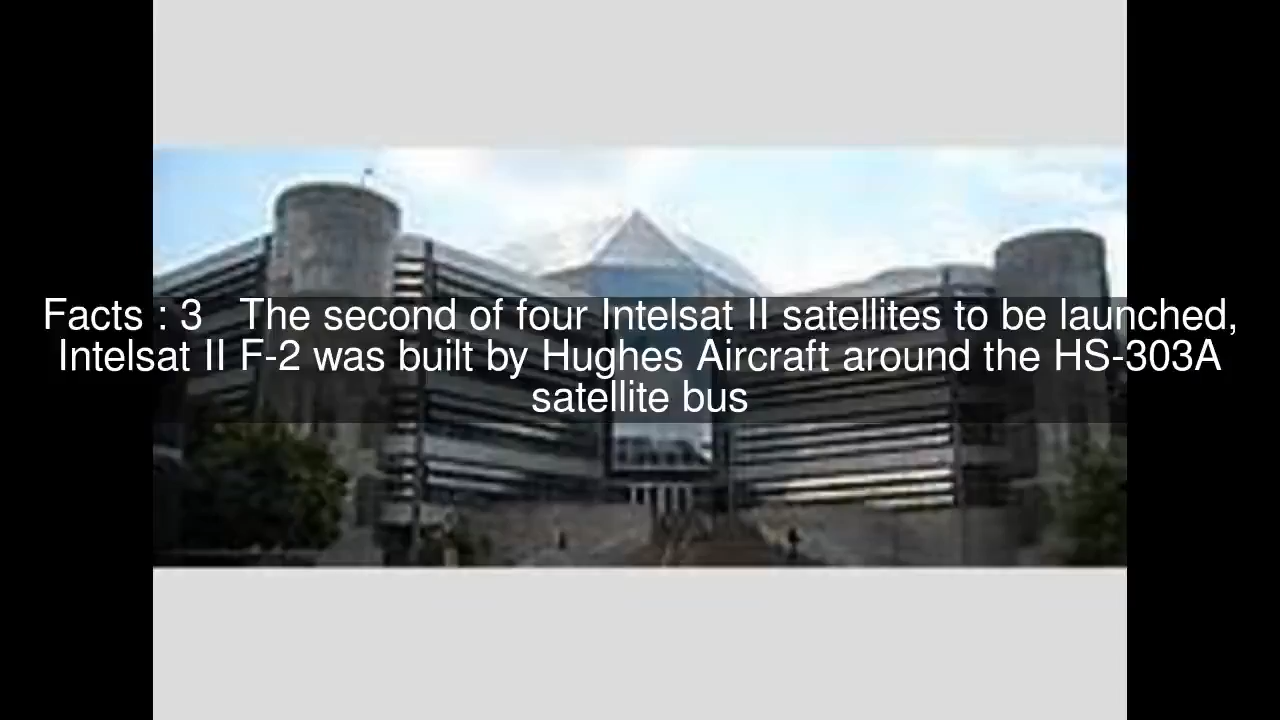 Facts : 3 The second of four Intelsat II satellites to be launched,
Intelsat II F-2 was built by Hughes Aircraft around the HS-303A
satellite bus